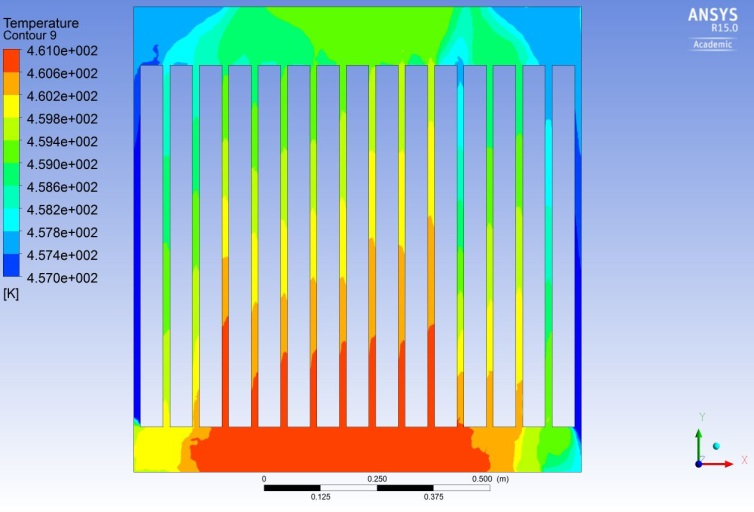 Temperature
Contour 9
4.610e+002
4.606e+002
4.602e+002
4.598e+002
4.594e+002
4.590e+002
4.586e+002
4.582e+002
4.578e+002
4.574e+002
4.570e+002
[K]
ANSYS
R15.0
Academic
0 0.250 0.500 (m)
0.125 0.375
Y
Z X